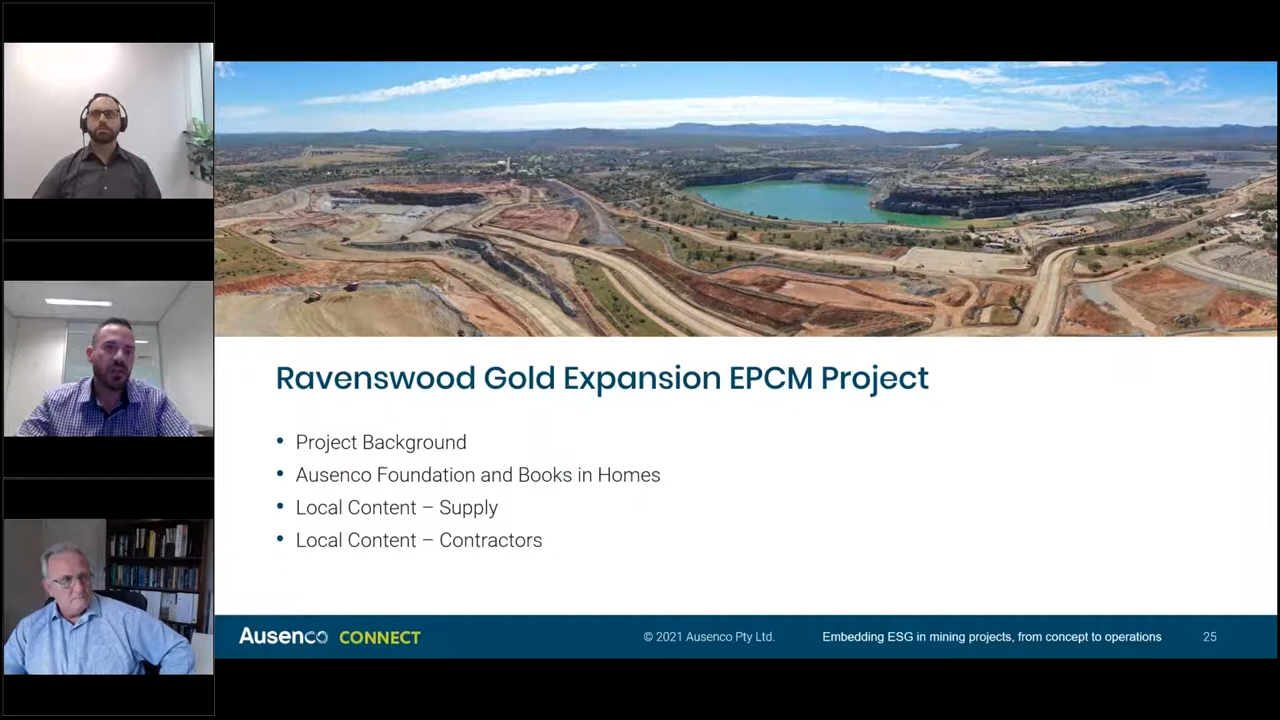 Ravenswood Gold Expansion EPCM Project
• Project Background
• Ausenco Foundation and Books in Homes
• Local Content – Supply
• Local Content – Contractors
Ausenco CONNECT
© 2021 Ausenco Pty Ltd.
Embedding ESG in mining projects, from concept to operations
25